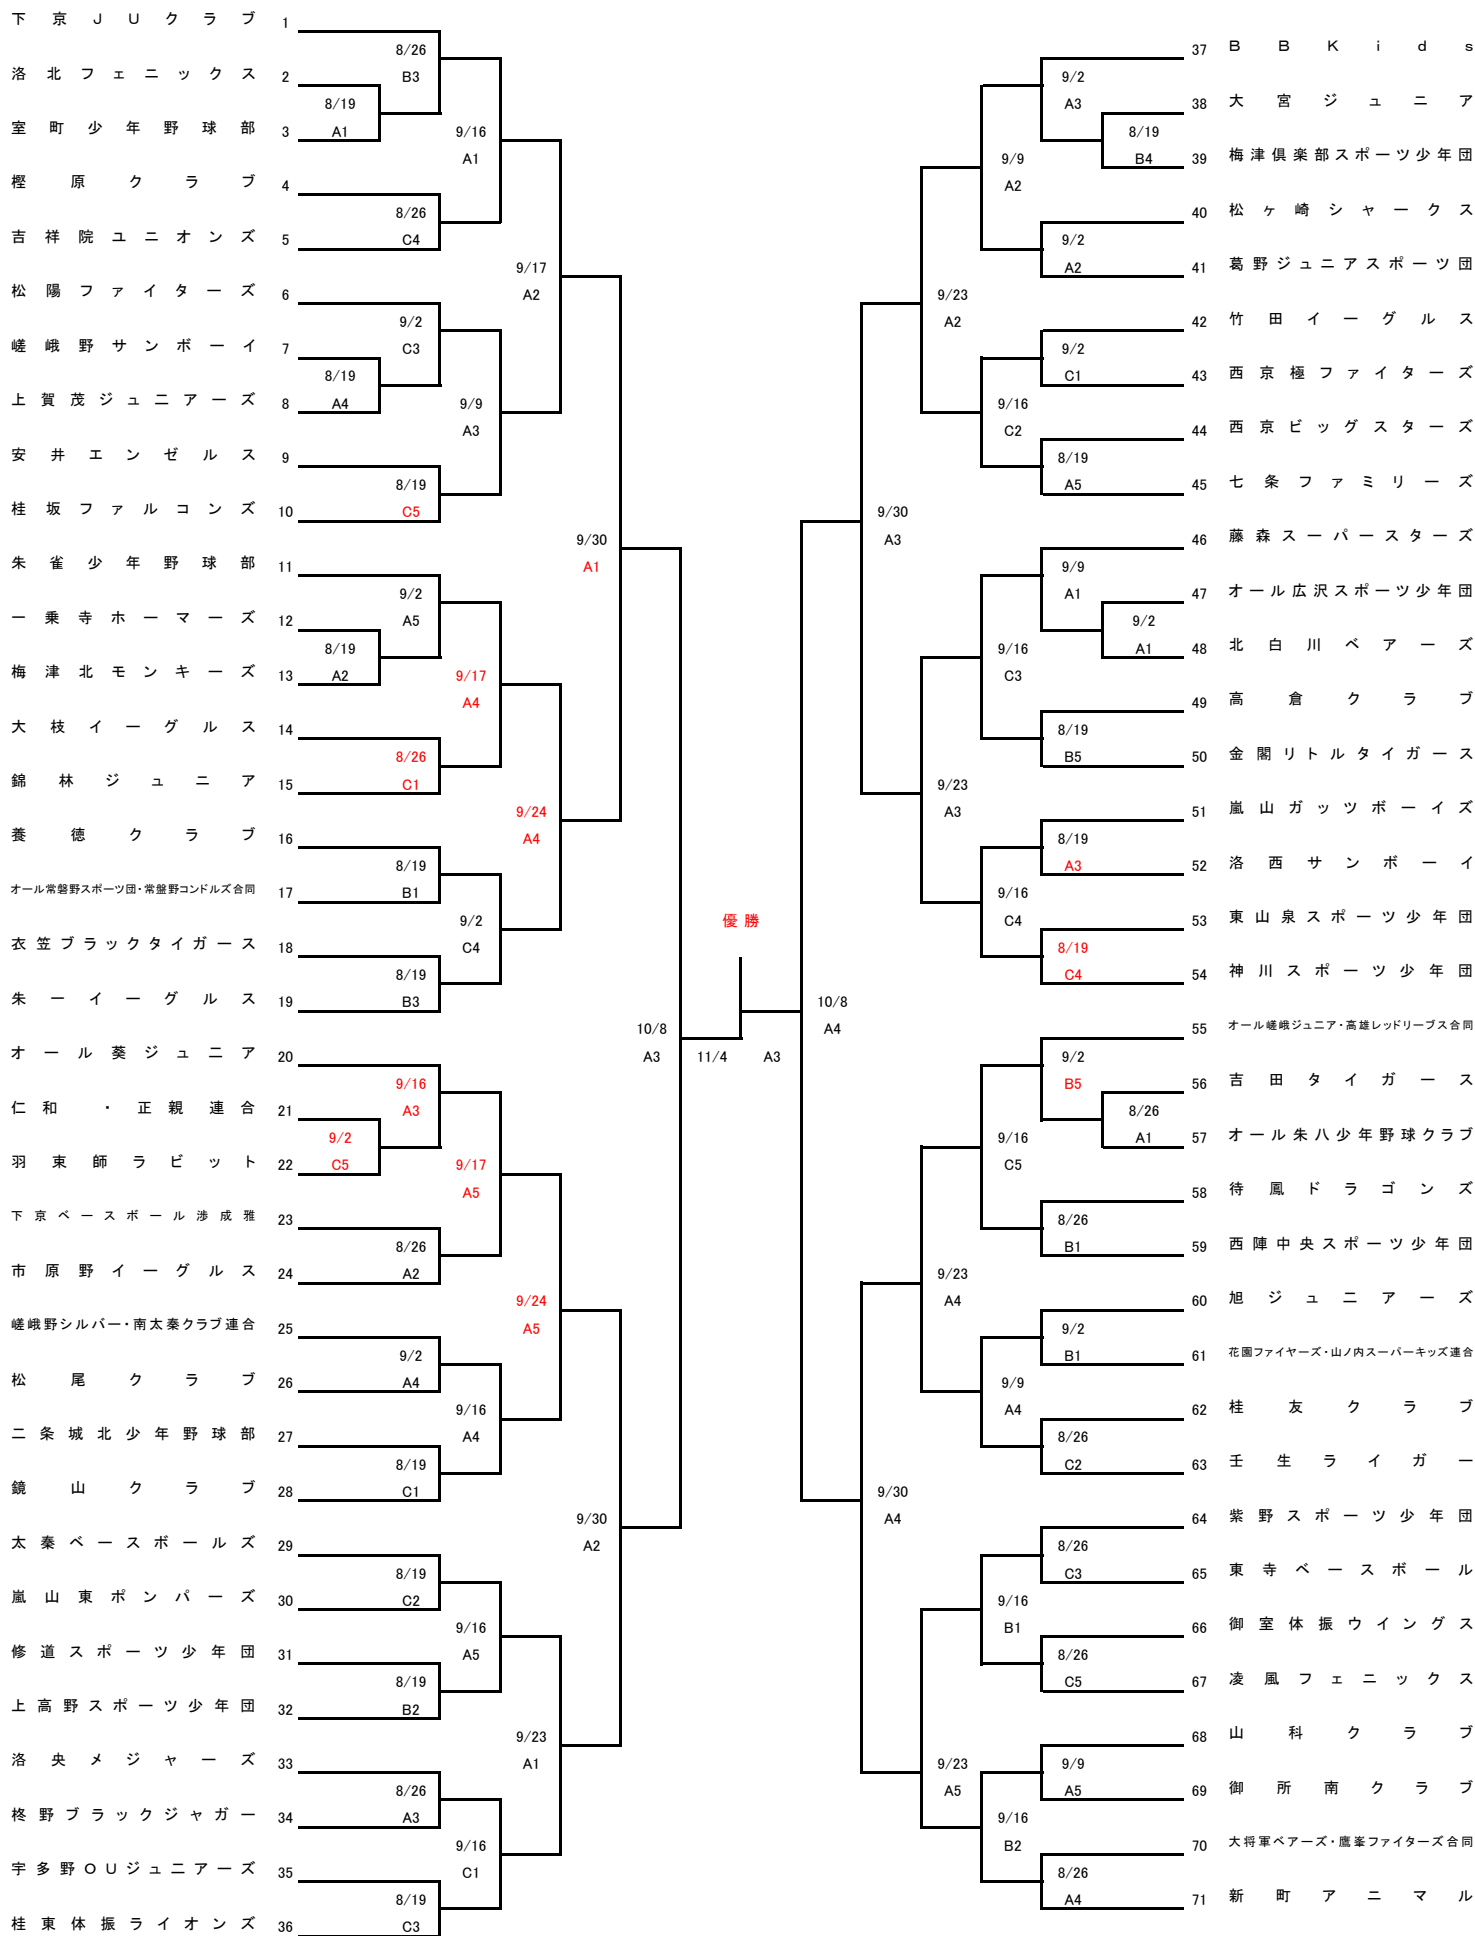 下京JUクラブ 1
8/26
B3
洛北フェニックス 2
8/19
A1
室町少年野球部 3
9/16
A1
樫原クラブ 4
8/26
C4
吉祥院ユニオンズ 5
9/17
A2
松陽ファイターズ 6
9/2
C3
嵯峨野サンボーイ 7
8/19
A4
上賀茂ジュニアーズ 8
9/9
A3
安井エンゼルス 9
8/19
C5
桂坂ファルコンズ 10
9/30
A1
朱雀少年野球部 11
9/2
A5
一乗寺ホーマーズ 12
8/19
A2
梅津北モンキーズ 13
9/17
A4
大枝イーグルス 14
8/26
C1
錦林ジュニア 15
9/24
A4
養徳クラブ 16
8/19
B1
オール常磐野スポーツ団・常盤野コンドルズ合同 17
9/2
C4
衣笠ブラックタイガース 18
8/19
B3
朱一イーグルス 19
10/8
A3
オール葵ジュニア 20
9/16
A3
仁和・正親連合 21
9/2
C5
羽束師ラビット 22
9/17
A5
下京ベースボール渉成雅 23
8/26
A2
市原野イーグルス 24
9/24
A5
嵯峨野シルバー・南太秦クラブ連合 25
9/2
A4
松尾クラブ 26
9/16
A4
二条城北少年野球部 27
8/19
C1
鏡山クラブ 28
9/30
A2
太秦ベースボールズ 29
8/19
C2
嵐山東ポンパーズ 30
9/16
A5
修道スポーツ少年団 31
8/19
B2
上高野スポーツ少年団 32
9/23
A1
洛央メジャーズ 33
8/26
A3
柊野ブラックジャガー 34
9/16
C1
宇多野OUジュニアーズ 35
8/19
C3
桂東体振ライオンズ 36
優勝
11/4 A3
37 BBKids
9/2
A3
38 大宮ジュニア
8/19
B4
39 梅津倶楽部スポーツ少年団
9/9
A2
40 松ヶ崎シャークス
9/2
A2
41 葛野ジュニアスポーツ団
9/23
A2
42 竹田イーグルス
9/2
C1
43 西京極ファイターズ
9/16
C2
44 西京ビッグスターズ
8/19
A5
45 七条ファミリーズ
9/30
A3
46 藤森スーパースターズ
9/9
A1
47 オール広沢スポーツ少年団
9/2
A1
48 北白川ベアーズ
9/16
C3
49 高倉クラブ
8/19
B5
50 金閣リトルタイガース
9/23
A3
51 嵐山ガッツボーイズ
8/19
A3
52 洛西サンボーイ
9/16
C4
53 東山泉スポーツ少年団
8/19
C4
54 神川スポーツ少年団
10/8
A4
55 オール嵯峨ジュニア・高雄レッドリーブス合同
9/2
B5
56 吉田タイガース
8/26
A1
57 オール朱八少年野球クラブ
9/16
C5
58 待鳳ドラゴンズ
8/26
B1
59 西陣中央スポーツ少年団
9/23
A4
60 旭ジュニアーズ
9/2
B1
61 花園ファイヤーズ・山ノ内スーパーキッズ連合
9/9
A4
62 桂友クラブ
8/26
C2
63 壬生ライガー
9/30
A4
64 紫野スポーツ少年団
8/26
C3
65 東寺ベースボール
9/16
B1
66 御室体振ウイングス
8/26
C5
67 凌風フェニックス
9/23
A5
68 山科クラブ
9/9
A5
69 御所南クラブ
9/16
B2
70 大将軍ベアーズ・鷹峯ファイターズ合同
8/26
A4
71 新町アニマル